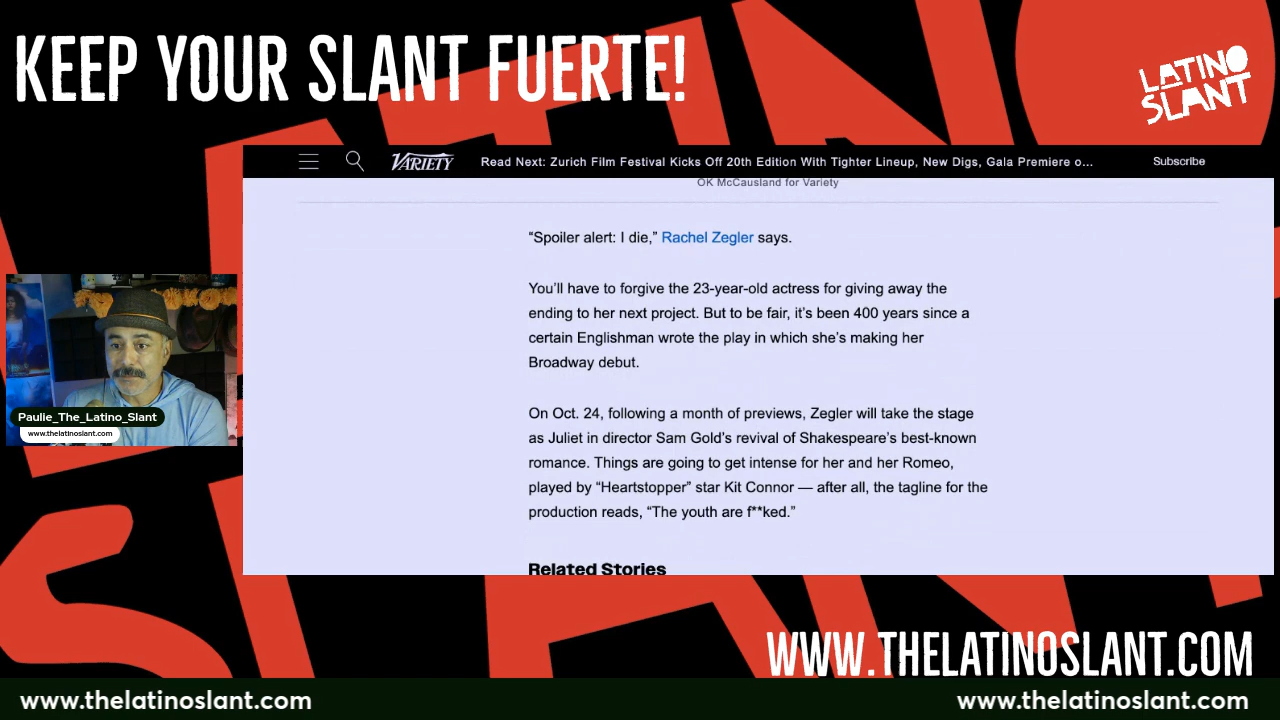 KEEP YOUR SLANT FUERTE!
LATINO
SLANT
VARIETY
Read Next: Zurich Film Festival Kicks Off 20th Edition With Tighter Lineup, New Digs, Gala Premiere o...
Subscribe
OK McCausland for Variety
“Spoiler alert: I die,” Rachel Zegler says.
You’ll have to forgive the 23-year-old actress for giving away the
ending to her next project. But to be fair, it’s been 400 years since a
certain Englishman wrote the play in which she’s making her
Broadway debut.
On Oct. 24, following a month of previews, Zegler will take the stage
as Juliet in director Sam Gold’s revival of Shakespeare’s best-known
romance. Things are going to get intense for her and her Romeo,
played by “Heartstopper” star Kit Connor — after all, the tagline for the
production reads, “The youth are f**ked.”
Related Stories
Paulie_The_Latino_Slant
www.thelatinoslant.com
WWW.THELATINOSLANT.COM
www.thelatinoslant.com
www.thelatinoslant.com